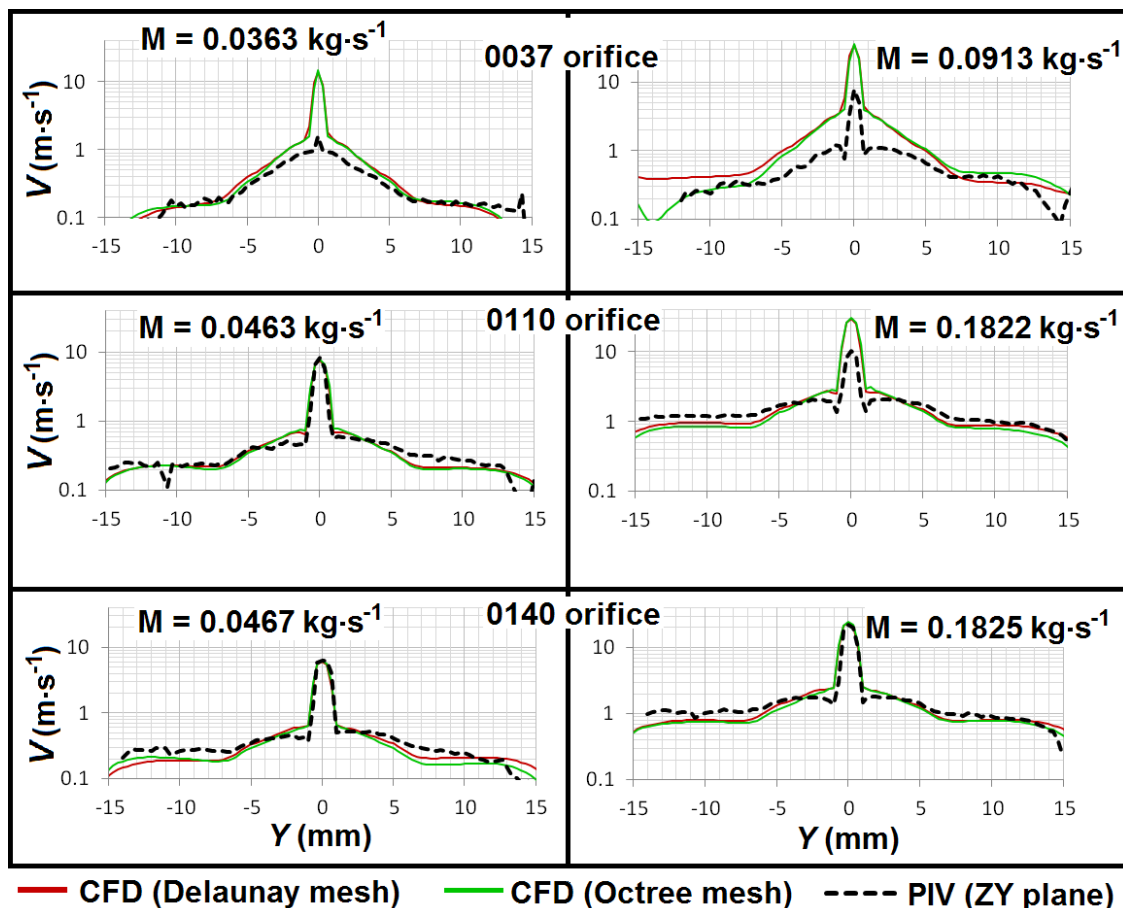 M = 0.0363 kg·s⁻¹ 0037 orifice M = 0.0913 kg·s⁻¹
V (m·s⁻¹)
10
1
0.1
-15 -10 -5 0 5 10 15
10
1
0.1
-15 -10 -5 0 5 10 15
M = 0.0463 kg·s⁻¹ 0110 orifice M = 0.1822 kg·s⁻¹
V (m·s⁻¹)
10
1
0.1
-15 -10 -5 0 5 10 15
10
1
0.1
-15 -10 -5 0 5 10 15
M = 0.0467 kg·s⁻¹ 0140 orifice M = 0.1825 kg·s⁻¹
V (m·s⁻¹)
10
1
0.1
-15 -10 -5 0 5 10 15
Y (mm)
10
1
0.1
-15 -10 -5 0 5 10 15
Y (mm)
CFD (Delaunay mesh) CFD (Octree mesh) PIV (ZY plane)